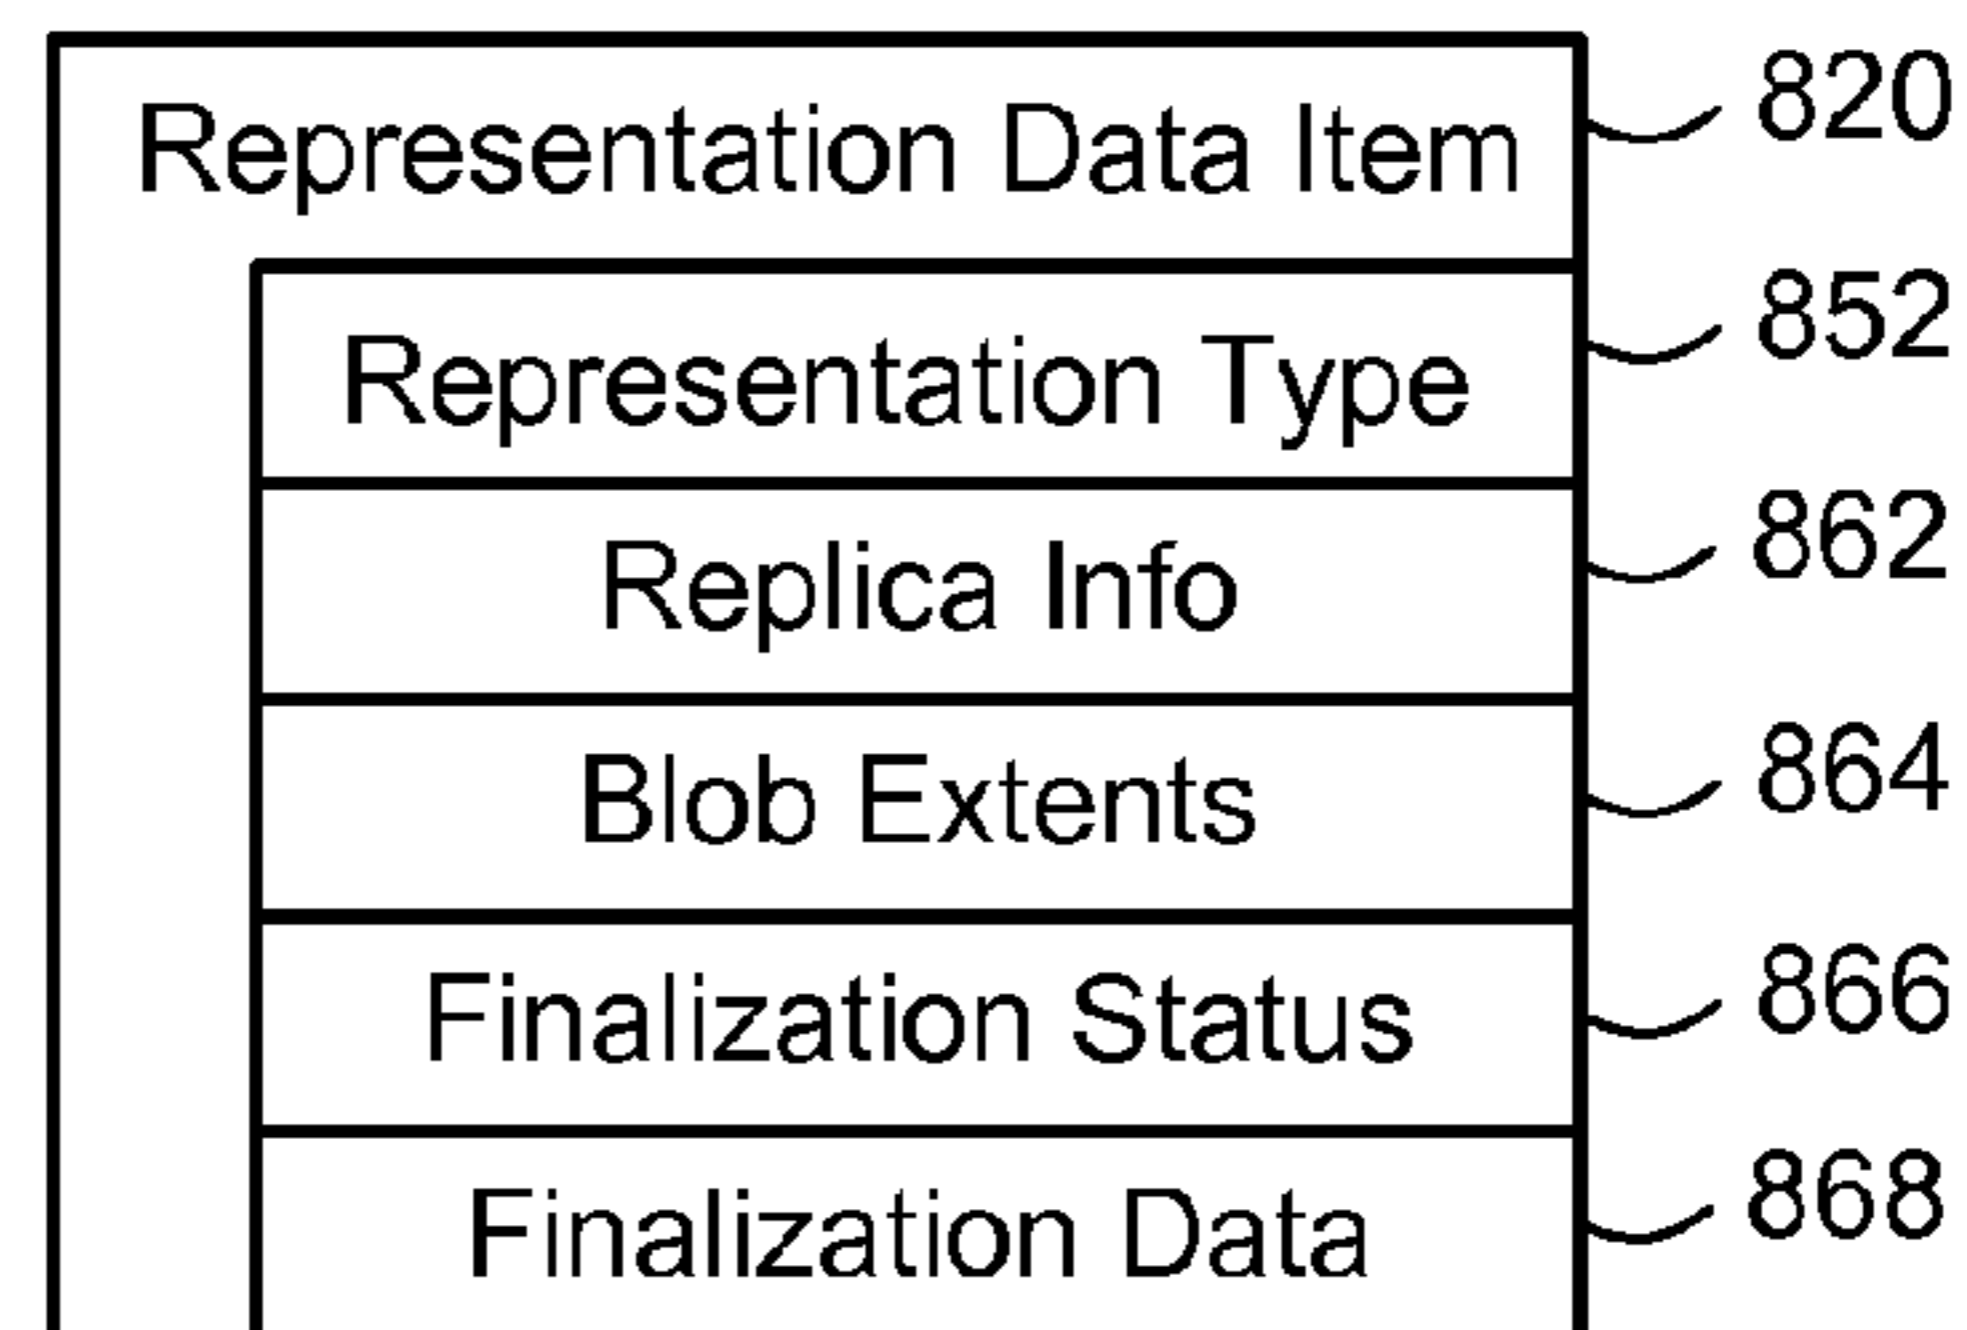 Representation Data Item 820
Representation Type 852
Replica Info 862
Blob Extents 864
Finalization Status 866
Finalization Data 868